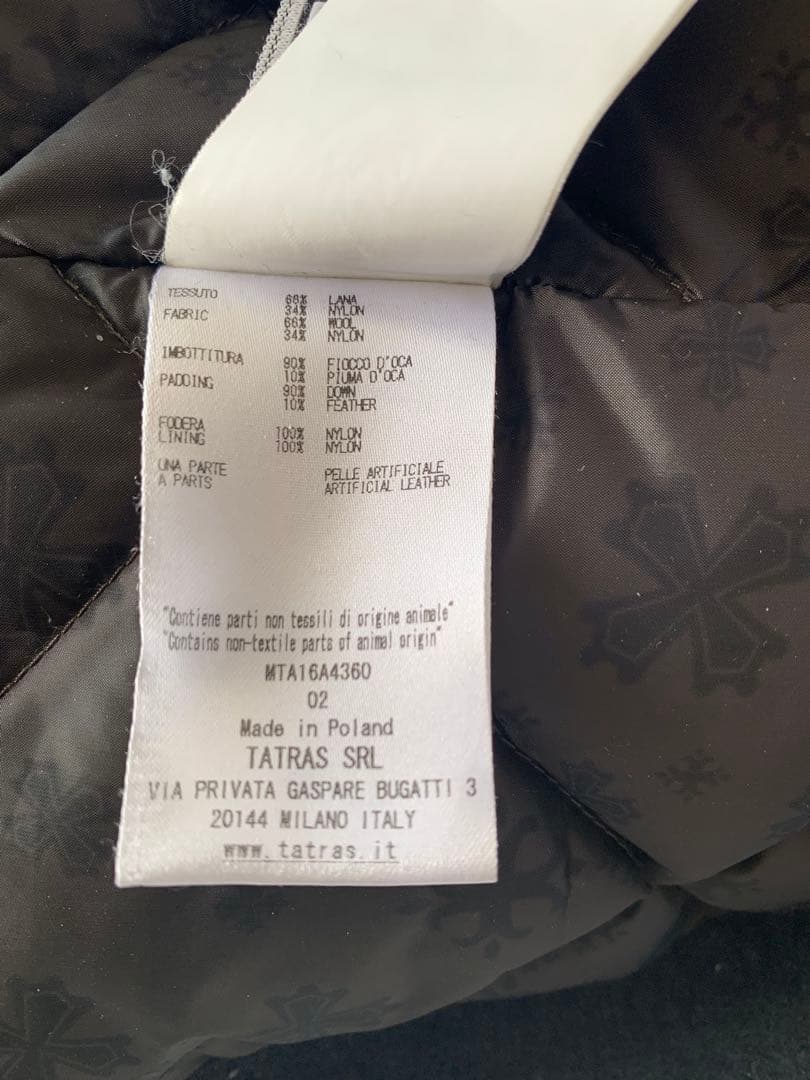 TESSUTO 66% LANA
34% NYLON
FABRIC 66% WOOL
34% NYLON
IMBOTTITURA 90% FIOCCO D'OCA
10% PIUMA D'OCA
PADDING 90% DOWN
10% FEATHER
FODERA 100% NYLON
LINING 100% NYLON
UNA PARTE PELLE ARTIFICIALE
A PARTS ARTIFICIAL LEATHER
"Contiene parti non tessili di origine animale"
"Contains non-textile parts of animal origin"
MTA16A4360
02
Made in Poland
TATRAS SRL
VIA PRIVATA GASPARE BUGATTI 3
20144 MILANO ITALY
www.tatras.it